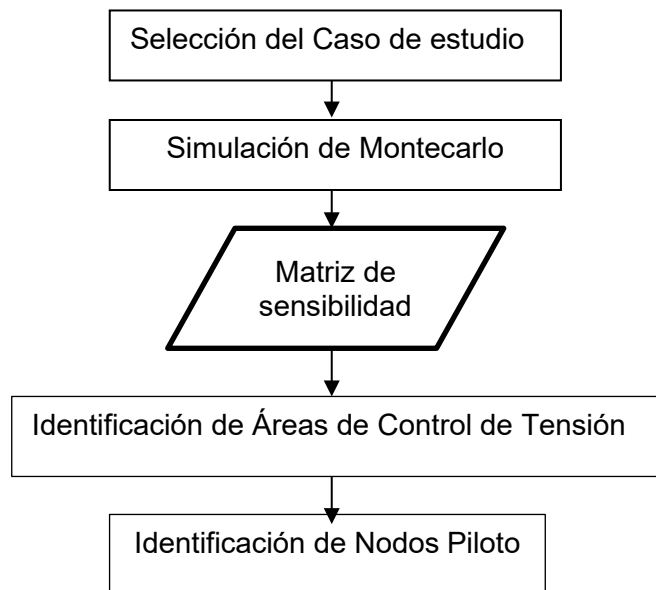 Selección del Caso de estudio
Simulación de Montecarlo
Matriz de
sensibilidad
Identificación de Áreas de Control de Tensión
Identificación de Nodos Piloto